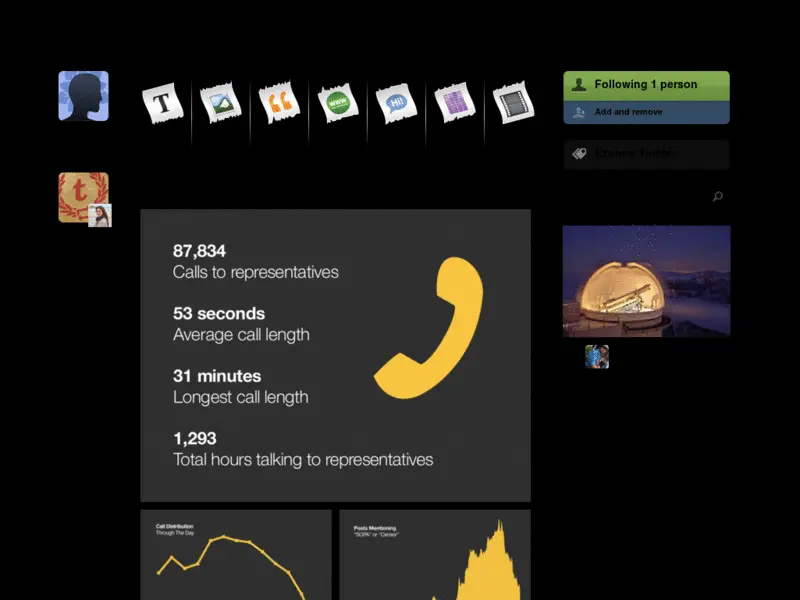 T
www
Hi!
Following 1 person
Add and remove
Explore Tumblr
t
87,834
Calls to representatives
53 seconds
Average call length
31 minutes
Longest call length
1,293
Total hours talking to representatives
Call Distribution
Through The Day
Posts Mentioning
"SOPA" or "Censor"